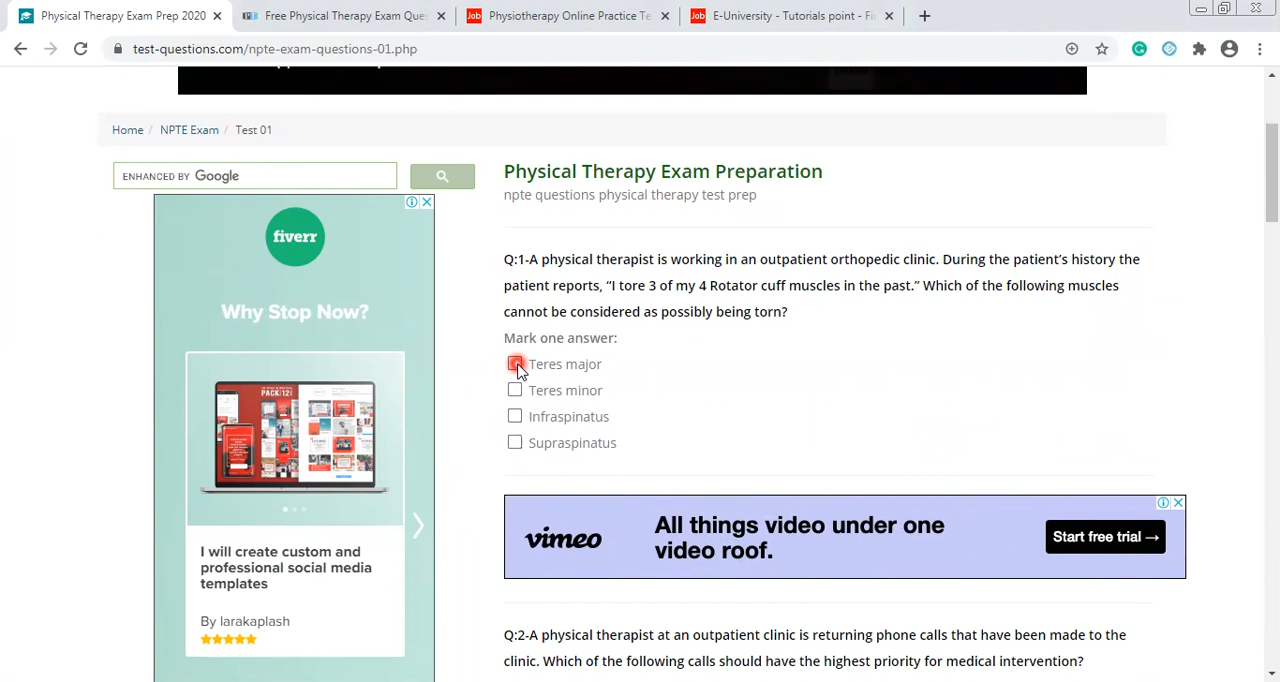 Physical Therapy Exam Prep 2020
Free Physical Therapy Exam Ques
Job Physiotherapy Online Practice Te
Job E-University - Tutorials point - Fr
test-questions.com/npte-exam-questions-01.php
Home / NPTE Exam / Test 01
ENHANCED BY Google
fiverr
Why Stop Now?
I will create custom and
professional social media
templates
By larakaplash
Physical Therapy Exam Preparation
npte questions physical therapy test prep
Q:1-A physical therapist is working in an outpatient orthopedic clinic. During the patient’s history the
patient reports, “I tore 3 of my 4 Rotator cuff muscles in the past.” Which of the following muscles
cannot be considered as possibly being torn?
Mark one answer:
Teres major
Teres minor
Infraspinatus
Supraspinatus
vimeo
All things video under one
video roof.
Start free trial →
Q:2-A physical therapist at an outpatient clinic is returning phone calls that have been made to the
clinic. Which of the following calls should have the highest priority for medical intervention?